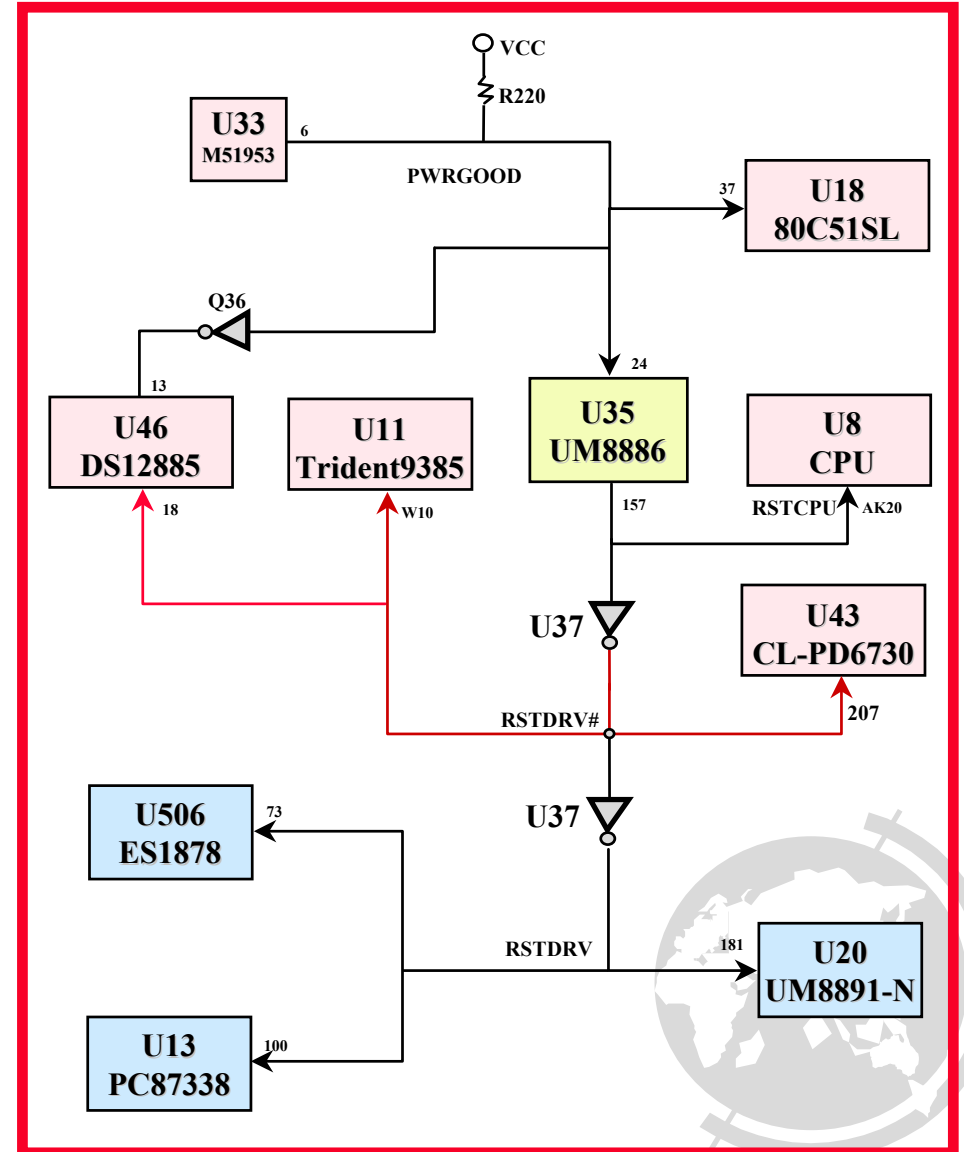 VCC
R220
U33
M51953
6
PWRGOOD
37
U18
80C51SL
Q36
13
24
U46
DS12885
U11
Trident9385
U35
UM8886
U8
CPU
18
W10
157
RSTCPU
AK20
U37
U43
CL-PD6730
RSTDRV#
207
U506
ES1878
73
U37
RSTDRV
181
U20
UM8891-N
U13
PC87338
100